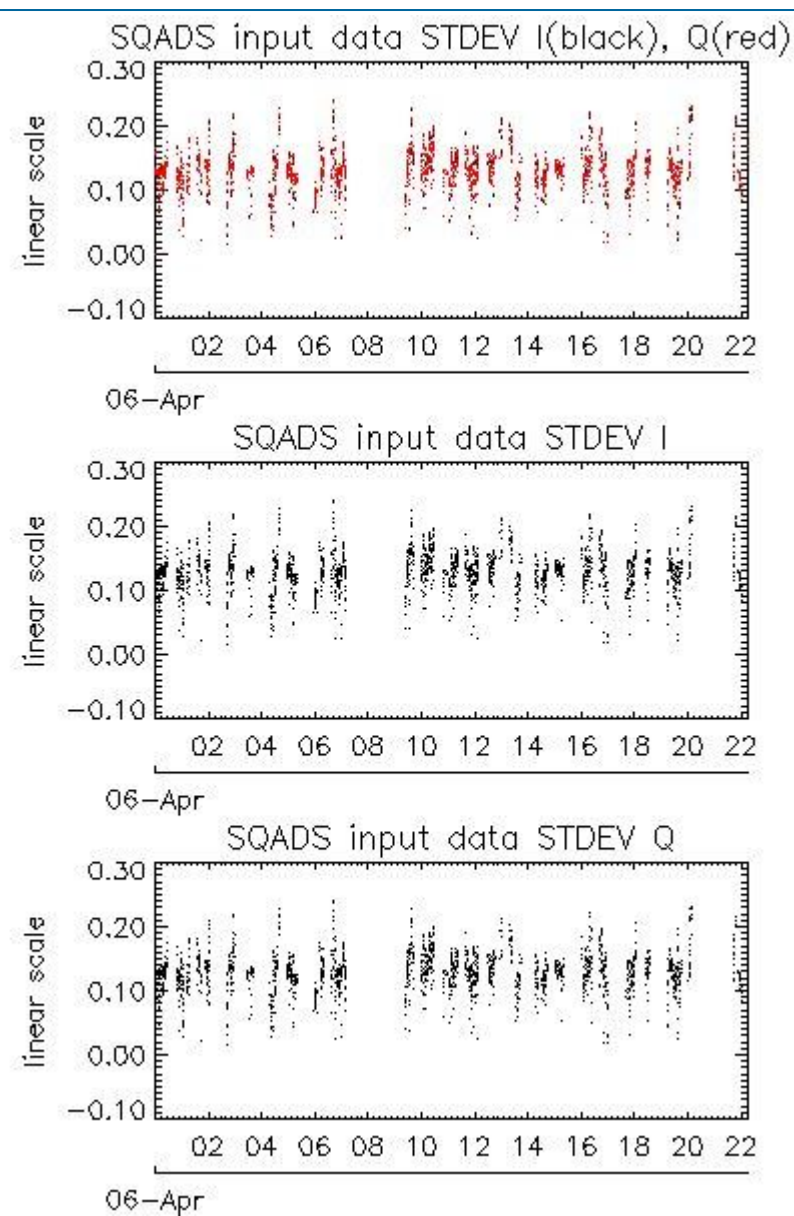 SQADS input data STDEV I(black), Q(red)
0.30
0.20
0.10
0.00
-0.10
linear scale
02 04 06 08 10 12 14 16 18 20 22
06-Apr
SQADS input data STDEV I
0.30
0.20
0.10
0.00
-0.10
linear scale
02 04 06 08 10 12 14 16 18 20 22
06-Apr
SQADS input data STDEV Q
0.30
0.20
0.10
0.00
-0.10
linear scale
02 04 06 08 10 12 14 16 18 20 22
06-Apr